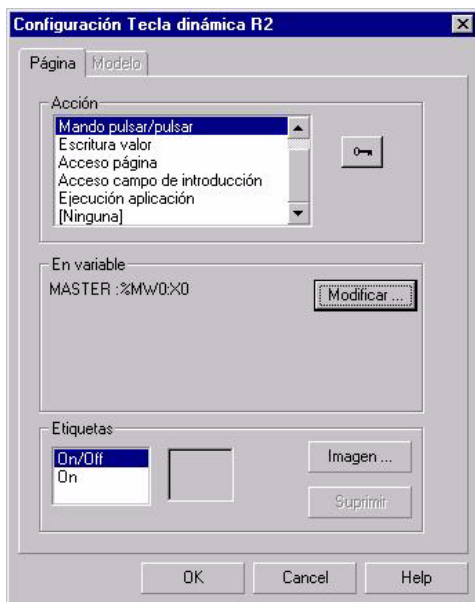 Configuración Tecla dinámica R2
Página Modelo
Acción
Mando pulsar/pulsar
Escritura valor
Acceso página
Acceso campo de introducción
Ejecución aplicación
[Ninguna]
En variable
MASTER :%MW0:X0
Modificar ...
Etiquetas
On/Off
On
Imagen ...
Suprimir
OK Cancel Help